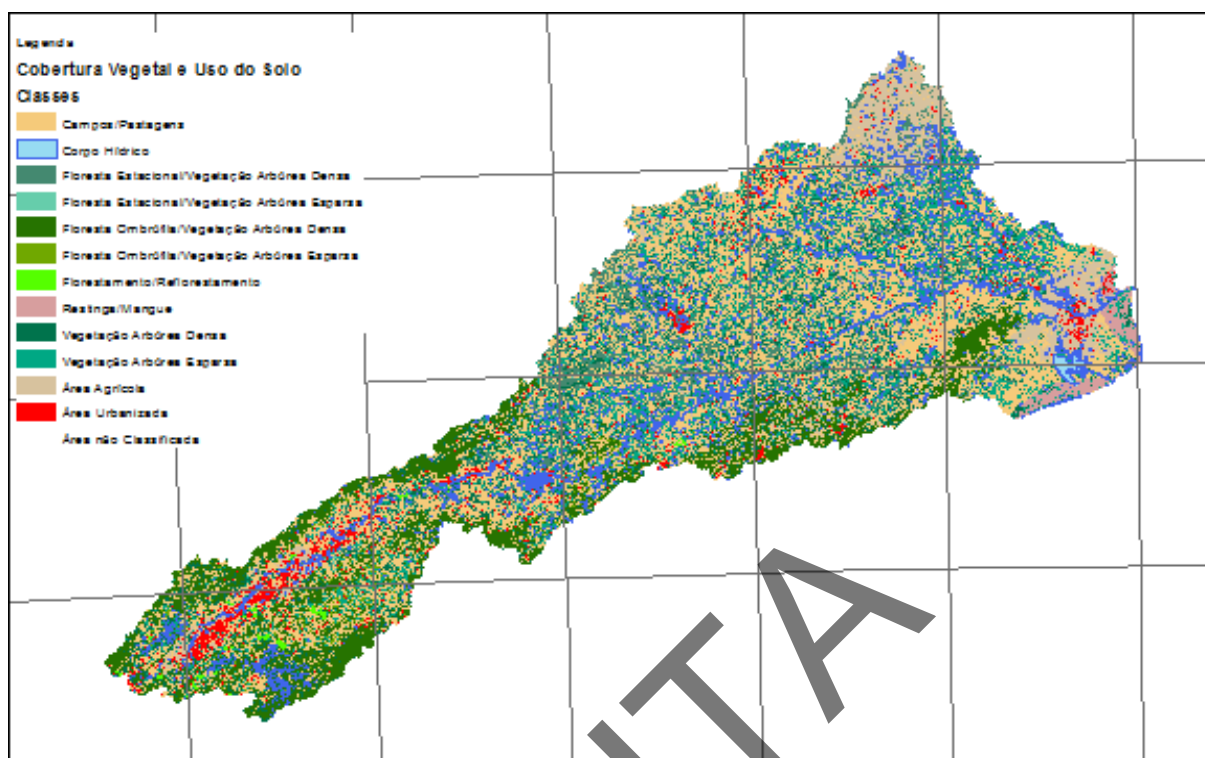 Legenda
Cobertura Vegetal e Uso do Solo
Classes
Campos/Pastagens
Corpo Hídrico
Floresta Estacional/Vegetação Arbórea Densa
Floresta Estacional/Vegetação Arbórea Esparsa
Floresta Ombrófila/Vegetação Arbórea Densa
Floresta Ombrófila/Vegetação Arbórea Esparsa
Florestamento/Reflorestamento
Restinga/Mangue
Vegetação Arbórea Densa
Vegetação Arbórea Esparsa
Área Agrícola
Área Urbanizada
Área não Classificada